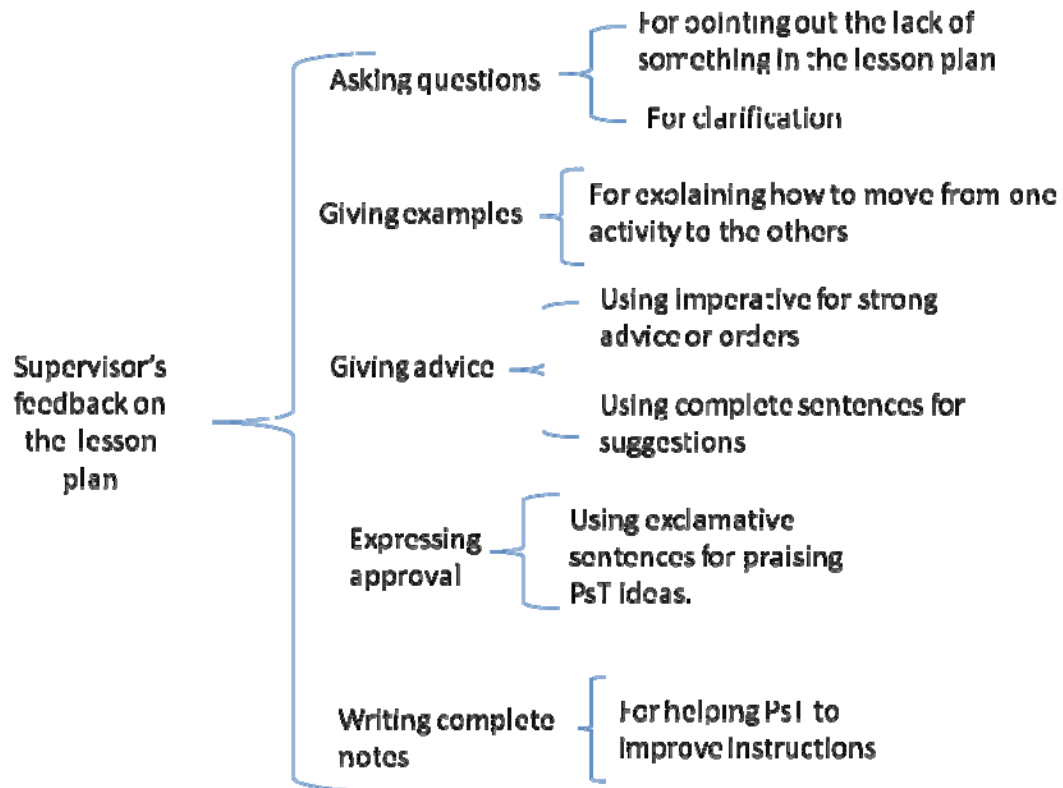 Supervisor's
feedback on
the lesson
plan
Asking questions
For pointing out the lack of
something in the lesson plan
For clarification
Giving examples
For explaining how to move from one
activity to the others
Giving advice
Using imperative for strong
advice or orders
Using complete sentences for
suggestions
Expressing
approval
Using exclamative
sentences for praising
PsT ideas.
Writing complete
notes
For helping PsT to
improve instructions